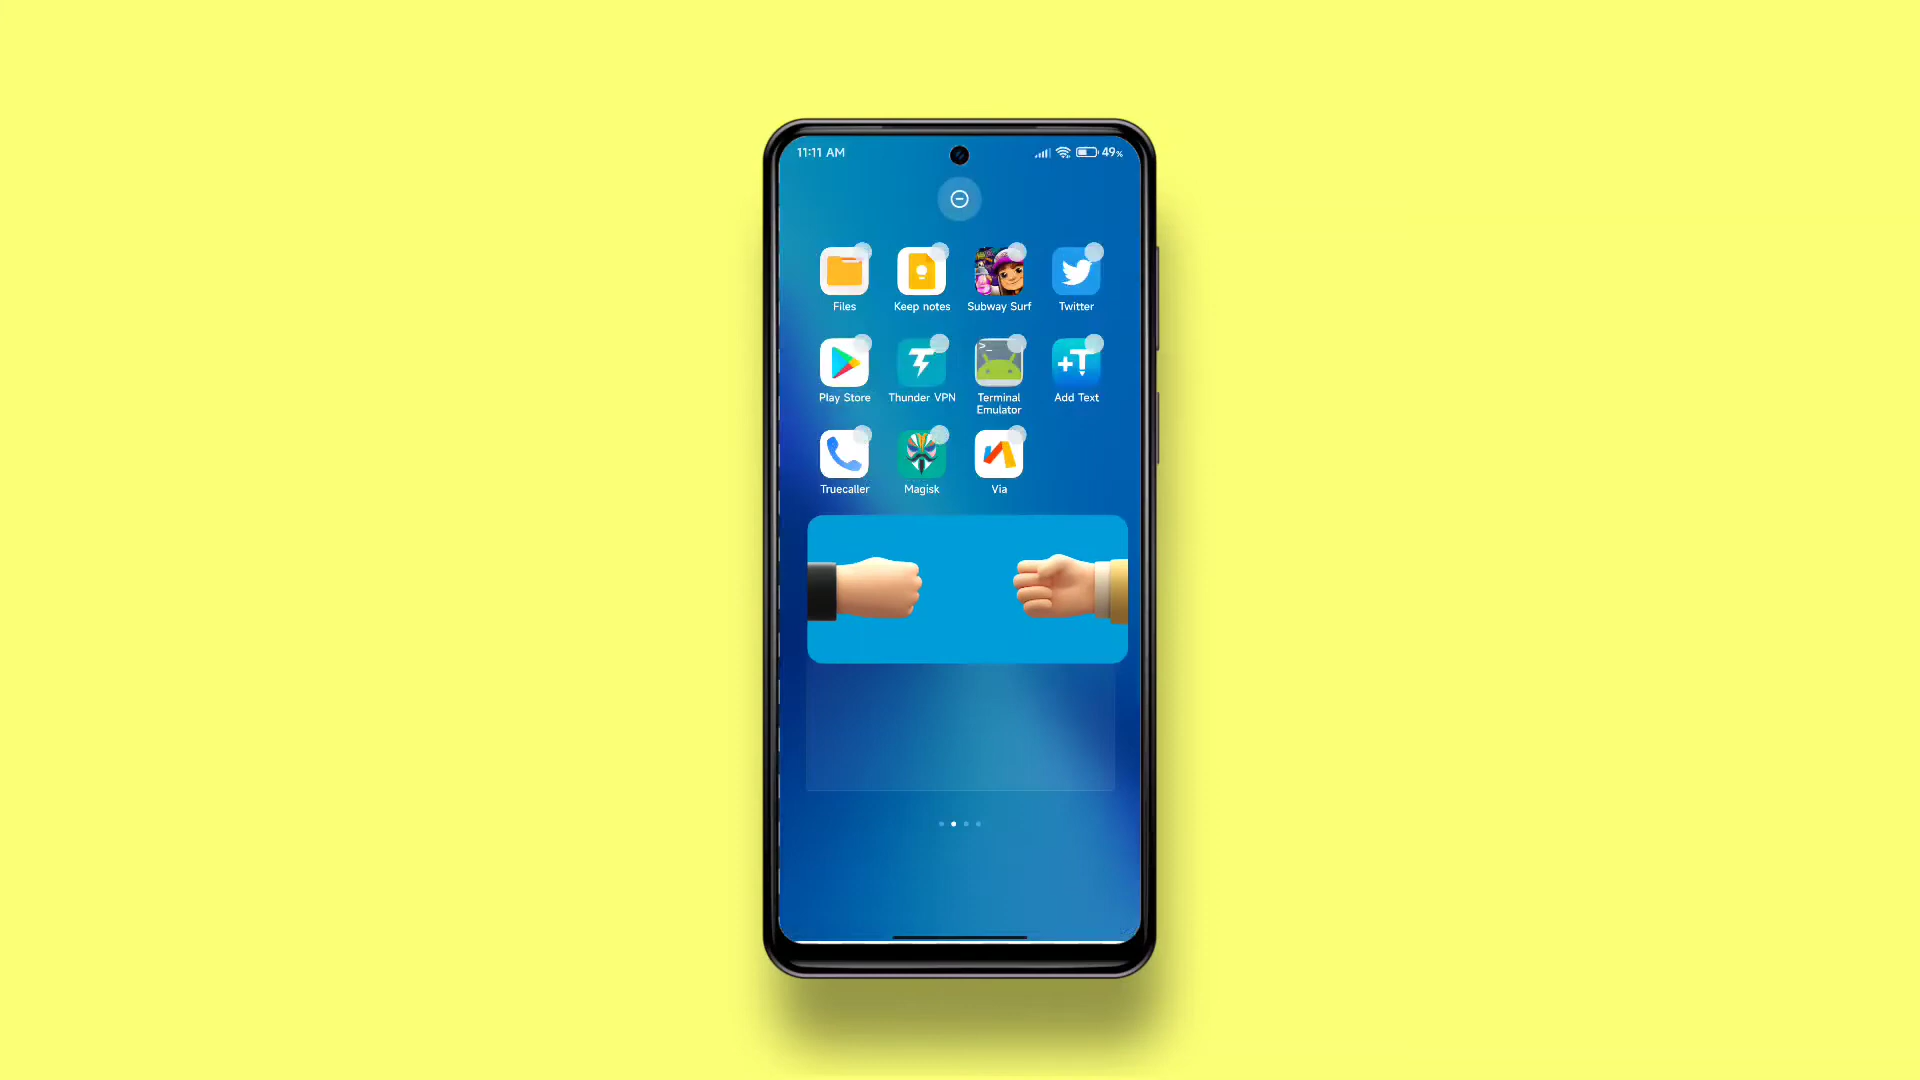 11:11 AM 49%
Files Keep notes Subway Surf Twitter
>_
+T
Play Store Thunder VPN Terminal Emulator Add Text
Truecaller Magisk Via